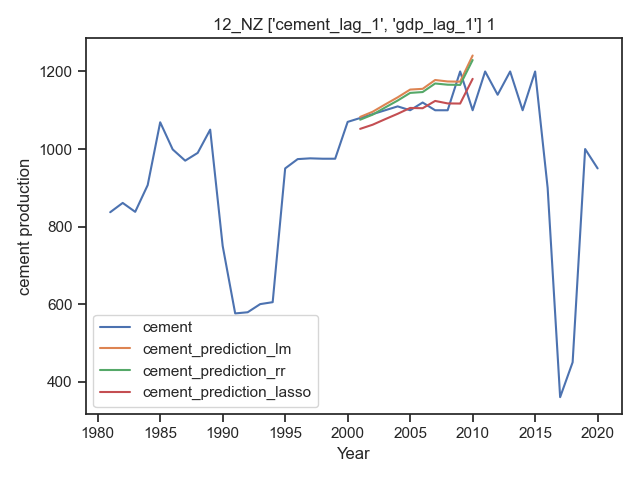 12_NZ ['cement_lag_1', 'gdp_lag_1'] 1
1200
1000
800
600
400
cement production
cement
cement_prediction_lm
cement_prediction_rr
cement_prediction_lasso
1980 1985 1990 1995 2000 2005 2010 2015 2020
Year